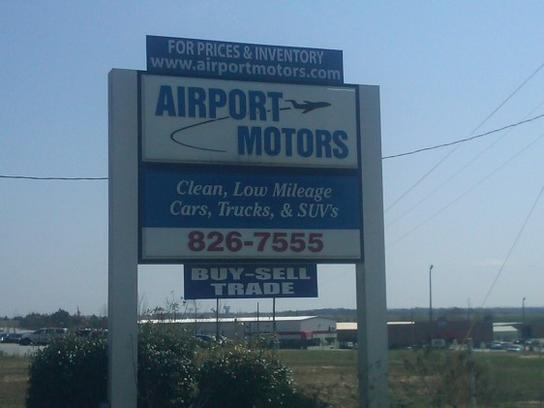 FOR PRICES & INVENTORY
www.airportmotors.com
AIRPORT
MOTORS
Clean, Low Mileage
Cars, Trucks, & SUV's
826-7555
BUY-SELL
TRADE